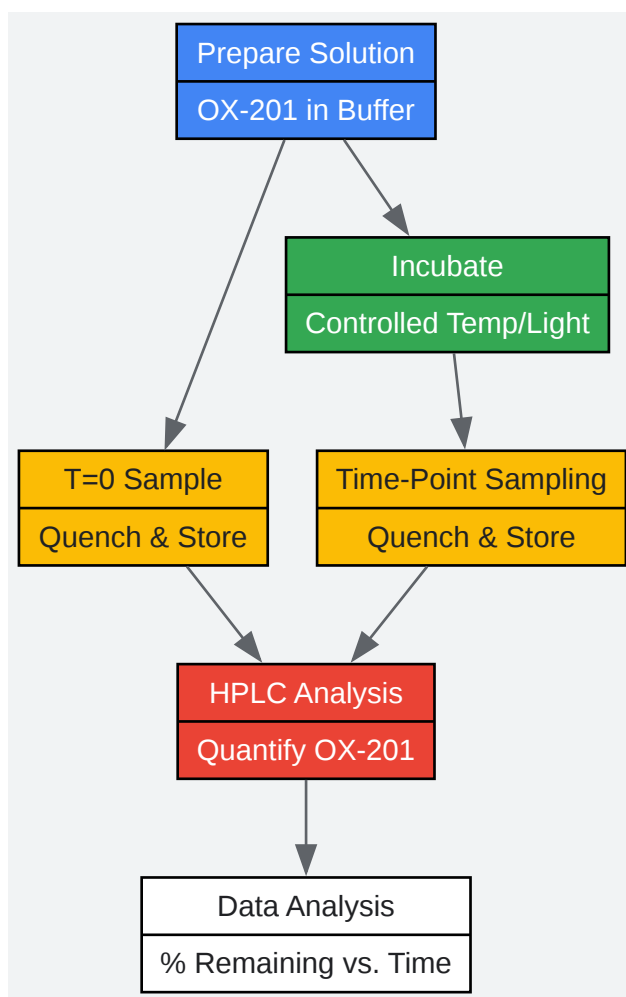 Prepare Solution
OX-201 in Buffer
Incubate
Controlled Temp/Light
T=0 Sample
Quench & Store
Time-Point Sampling
Quench & Store
HPLC Analysis
Quantify OX-201
Data Analysis
% Remaining vs. Time